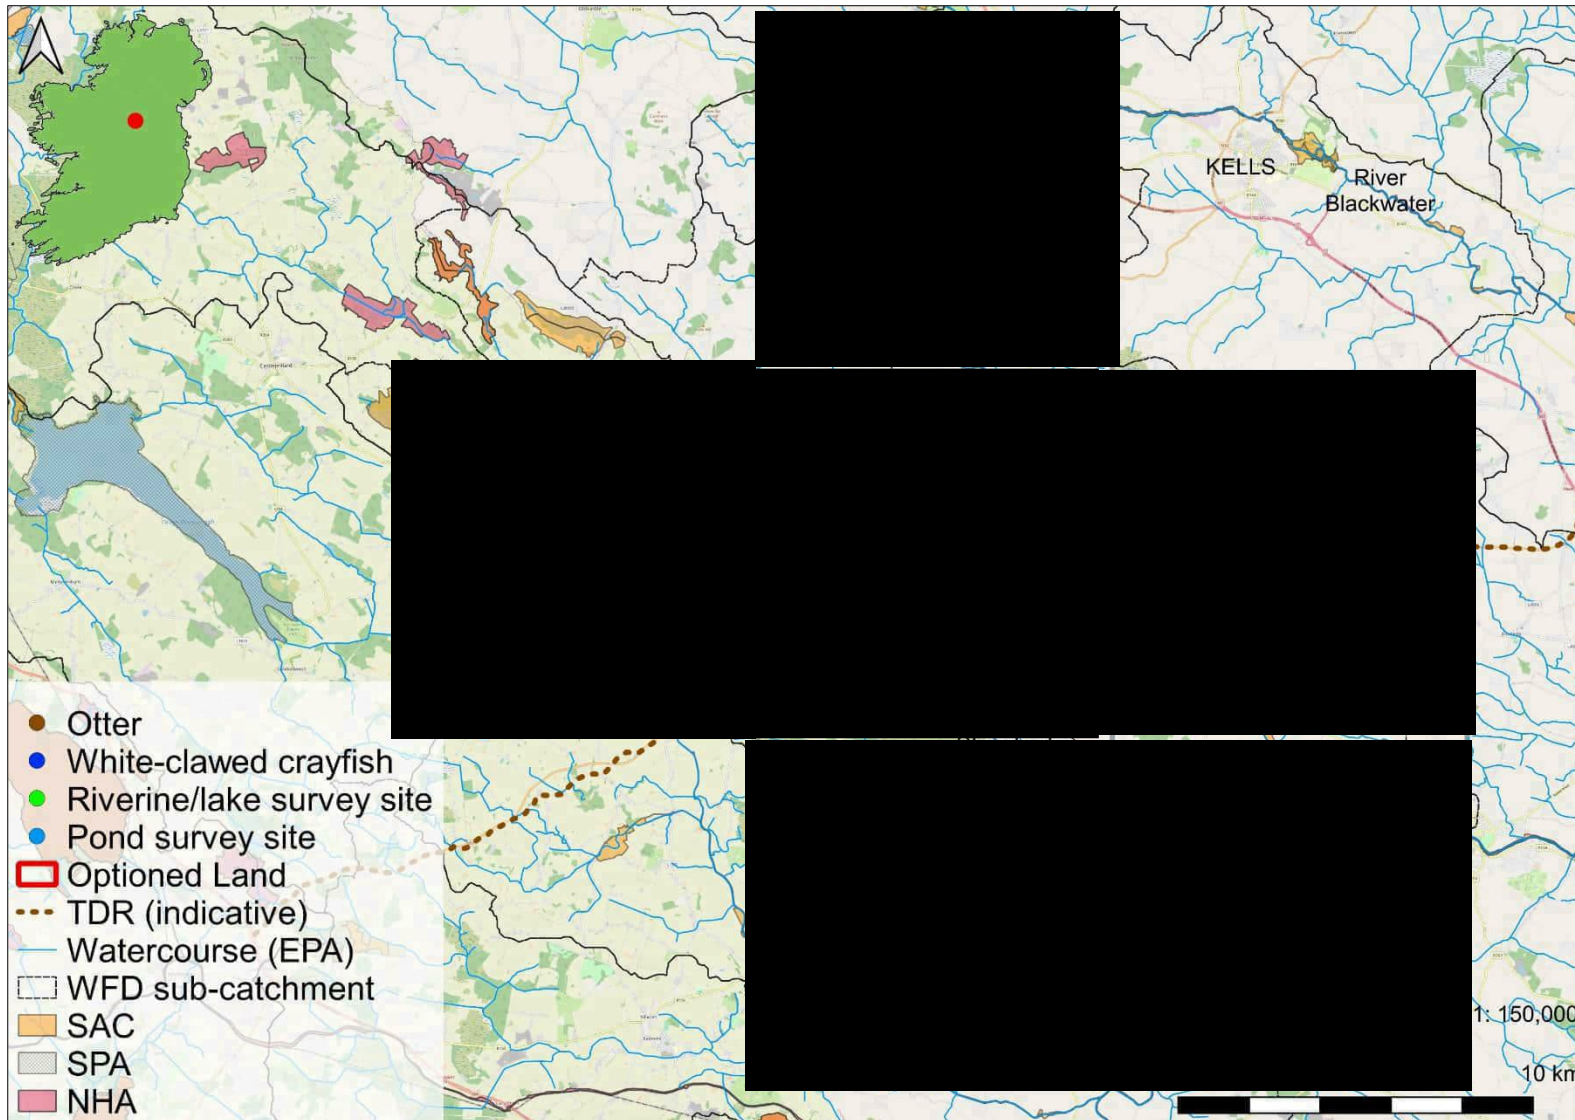 KELLS
River
Blackwater
Otter
White-clawed crayfish
Riverine/lake survey site
Pond survey site
Optioned Land
TDR (indicative)
Watercourse (EPA)
WFD sub-catchment
SAC
SPA
NHA
1: 150,000
10 km